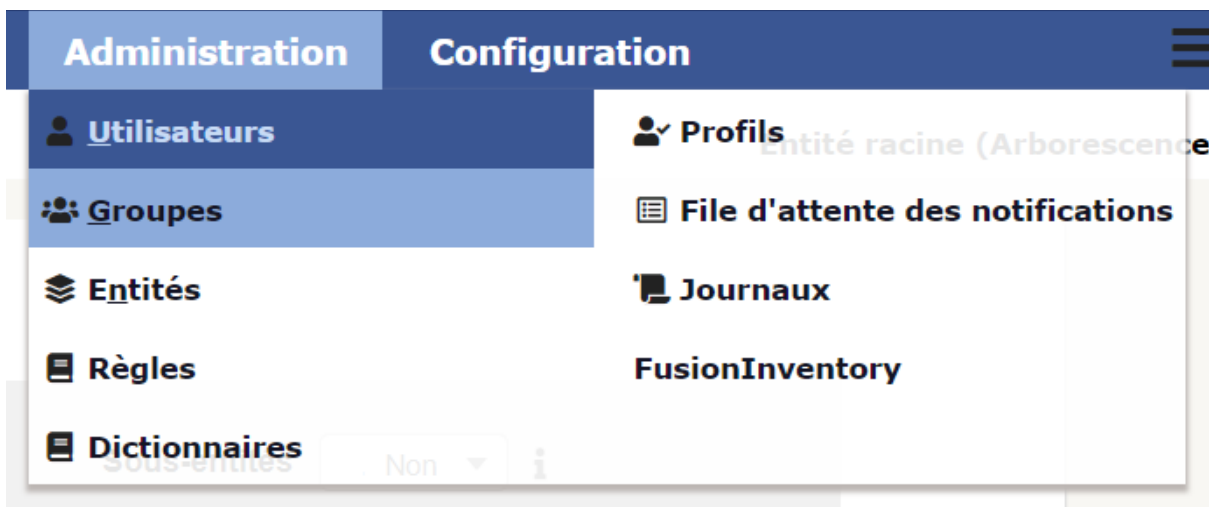 Administration Configuration
Utilisateurs
Profils
Entité racine (Arborescence
Groupes
File d'attente des notifications
Entités
Journaux
Règles
FusionInventory
Dictionnaires
Sous-entités Non